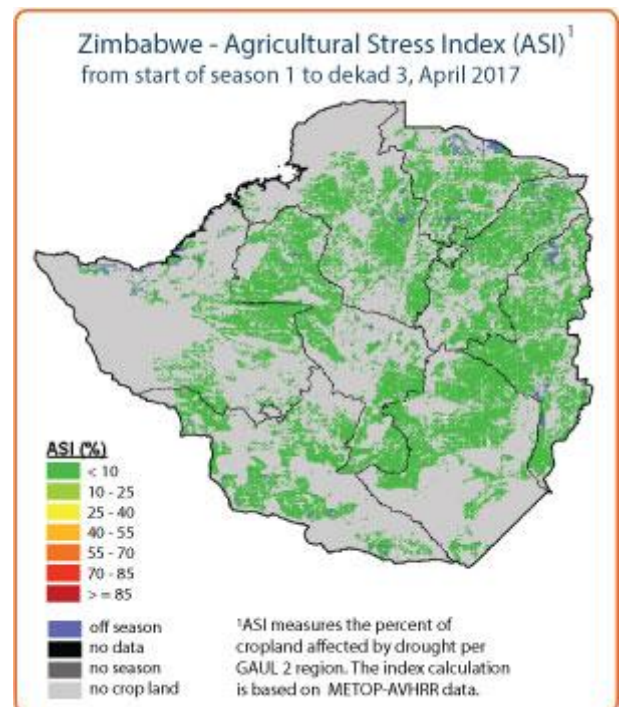 Zimbabwe - Agricultural Stress Index (ASI)1
from start of season 1 to dekad 3, April 2017
ASI (%)
< 10
10 - 25
25 - 40
40 - 55
55 - 70
70 - 85
> = 85
off season
no data
no season
no crop land
1ASI measures the percent of
cropland affected by drought per
GAUL 2 region. The index calculation
is based on METOP-AVHRR data.